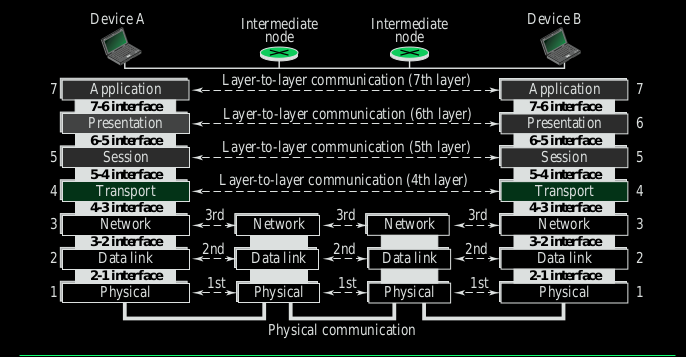 Device A
Intermediate
node
Intermediate
node
Device B
7 Application Layer-to-layer communication (7th layer) Application 7
7-6 interface 7-6 interface
Presentation Layer-to-layer communication (6th layer) Presentation 6
6-5 interface 6-5 interface
5 Session Layer-to-layer communication (5th layer) Session 5
5-4 interface 5-4 interface
4 Transport Layer-to-layer communication (4th layer) Transport 4
4-3 interface 4-3 interface
3 Network 3rd Network 3rd Network 3rd Network 3
3-2 interface 3-2 interface
2 Data link 2nd Data link 2nd Data link 2nd Data link 2
2-1 interface 2-1 interface
1 Physical 1st Physical 1st Physical 1st Physical 1
Physical communication